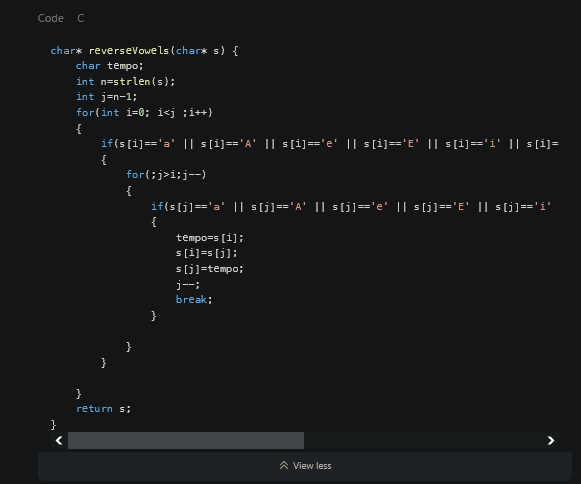 Code C
char* reverseVowels(char* s) {
    char tempo;
    int n=strlen(s);
    int j=n-1;
    for(int i=0; i<j ;i++)
    {
        if(s[i]=='a' || s[i]=='A' || s[i]=='e' || s[i]=='E' || s[i]=='i' || s[i]=
        {
            for(;j>i;j--)
            {
                if(s[j]=='a' || s[j]=='A' || s[j]=='e' || s[j]=='E' || s[j]=='i'
                {
                    tempo=s[i];
                    s[i]=s[j];
                    s[j]=tempo;
                    j--;
                    break;
                }
            }
        }
    }
    return s;
}
View less